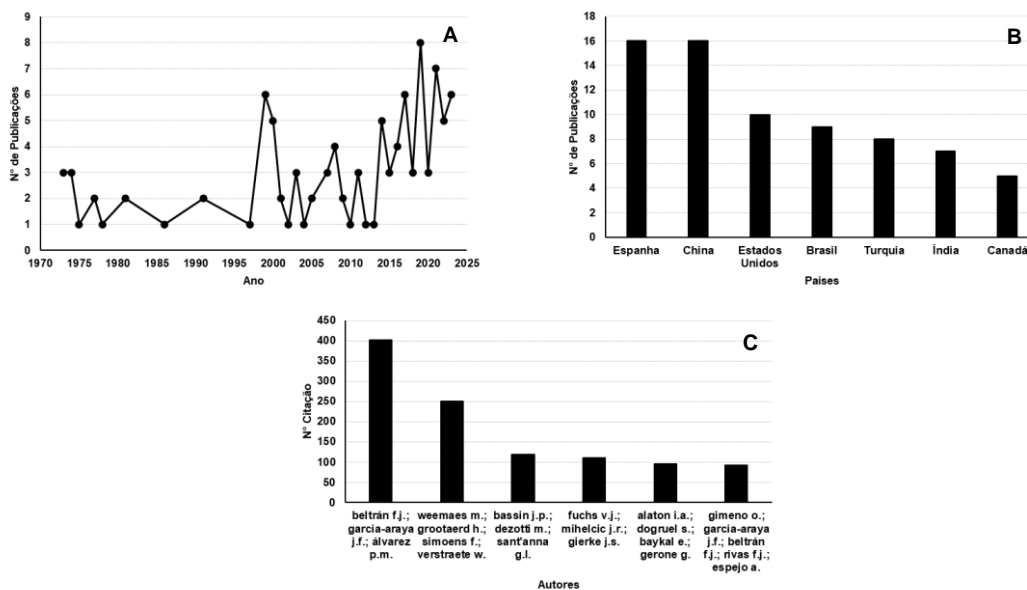 A
N° de Publicações
9
8
7
6
5
4
3
2
1
0
1970 1975 1980 1985 1990 1995 2000 2005 2010 2015 2020 2025
Ano
B
N° de Publicações
18
16
14
12
10
8
6
4
2
0
Espanha China Estados Brasil Turquia Índia Canadá
Unidos
Países
C
N° Citação
450
400
350
300
250
200
150
100
50
0
beltrán f.j.; weemaes m.; bassin j.p.; fuchs v.j.; alaton i.a.; gimeno o.;
garcía-araya grootaerd h.; dezotti m.; mihelcic j.r.; dogruel s.; garcía-araya
j.f.; álvarez simoens f.; sant'anna gierke j.s. baykal e.; j.f.; beltrán
p.m. verstraete w. g.l. gerone g. f.j.; rivas f.j.;
espejo a.
Autores